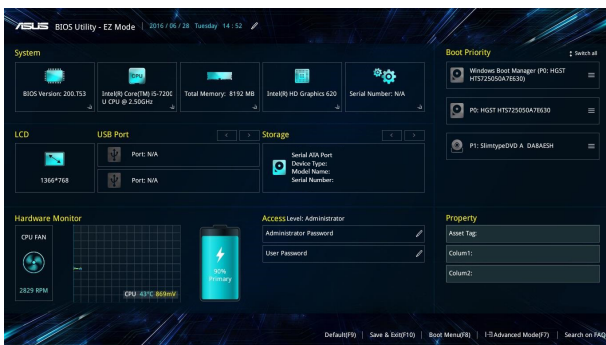 ASUS BIOS Utility - EZ Mode 2016/06/28 Tuesday 14:52
System
BIOS Version: 200.T53
CPU
Intel(R) Core(TM) i5-7200
U CPU @ 2.50GHz
Total Memory: 8192 MB
Intel(R) HD Graphics 620
Serial Number: N/A
Boot Priority
Switch all
Windows Boot Manager (P0: HGST
HTS725050A7E630)
P0: HGST HTS725050A7E630
P1: SlimtypeDVD A DA8AESH
LCD
1366*768
USB Port
Port: N/A
Port: N/A
Storage
Serial ATA Port
Device Type:
Model Name:
Serial Number:
Hardware Monitor
CPU FAN
2829 RPM
CPU 43°C 869mV
90%
Primary
Access Level: Administrator
Administrator Password
User Password
Property
Asset Tag:
Colum1:
Colum2:
Default(F9) | Save & Exit(F10) | Boot Menu(F8) | Advanced Mode(F7) | Search on FAQ